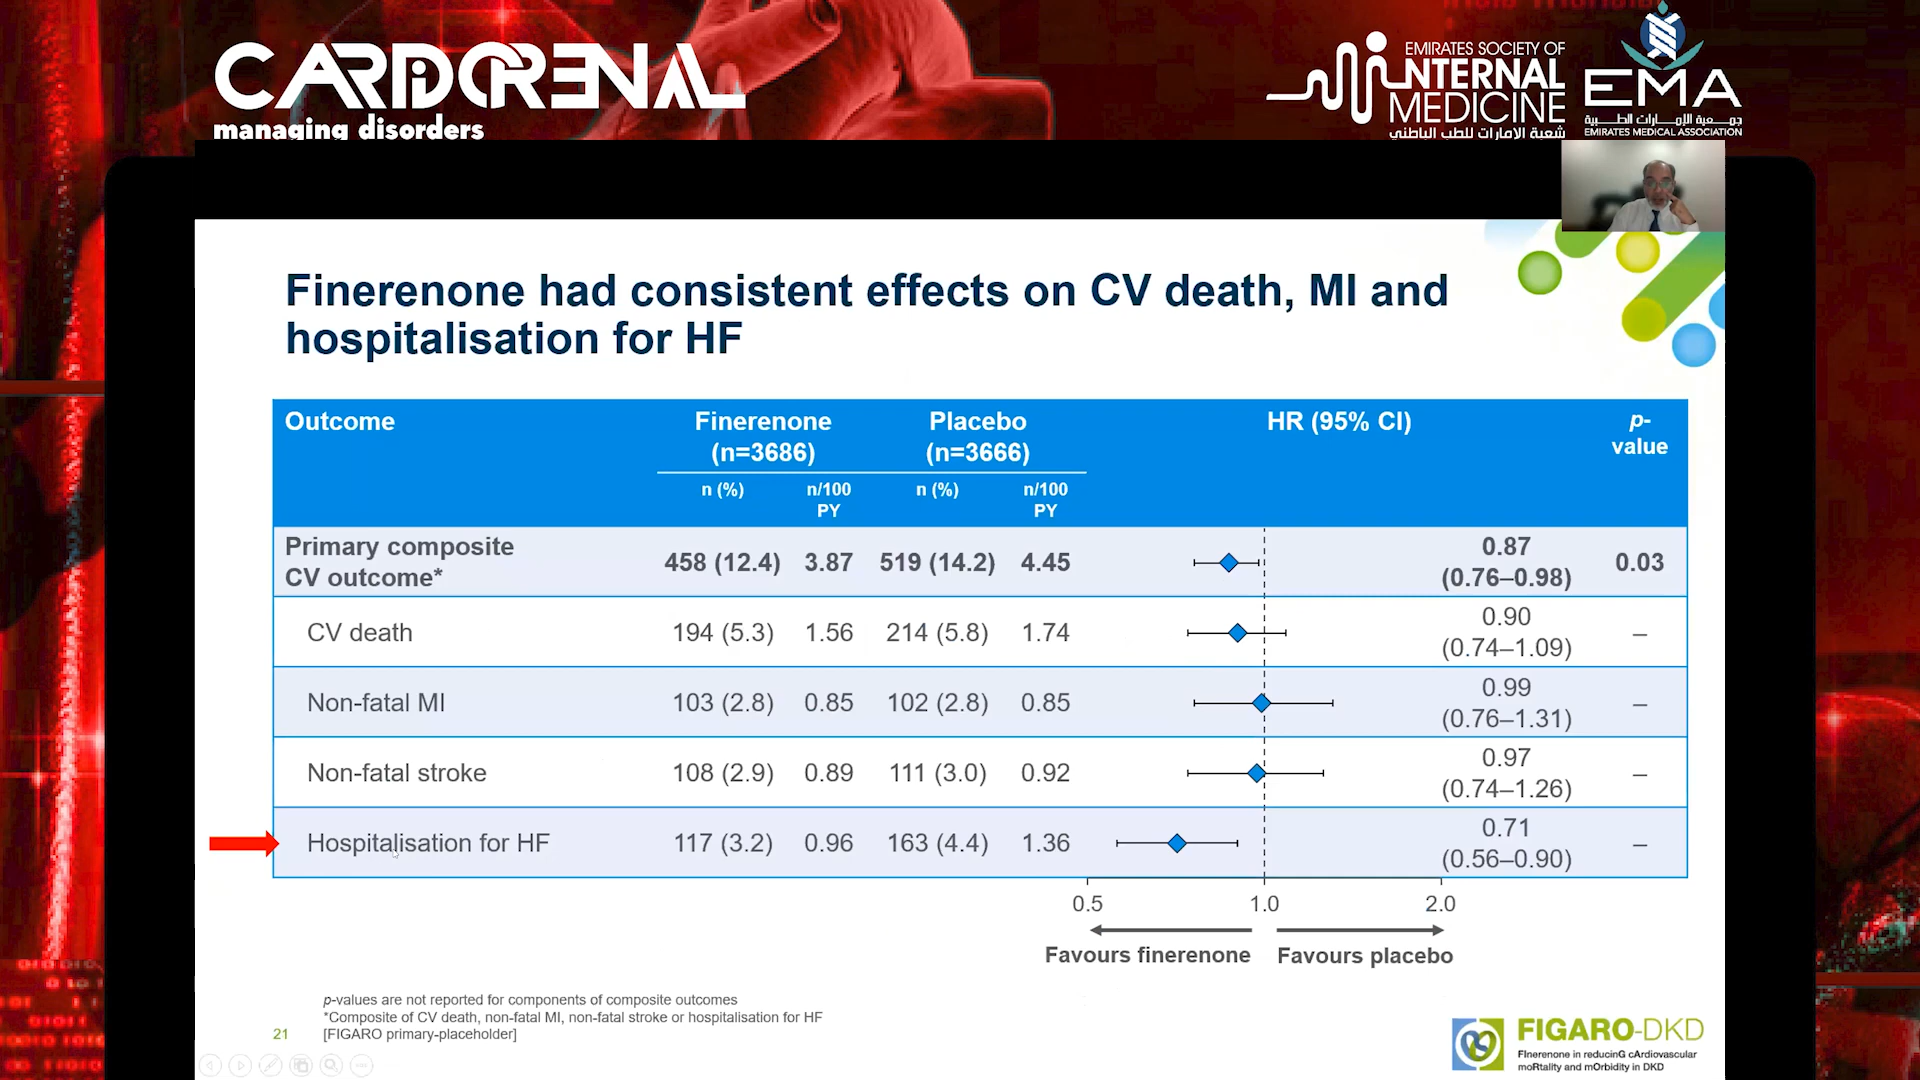 CARDIORENAL
managing disorders
EMIRATES SOCIETY OF
INTERNAL
MEDICINE
شعبة الإمارات للطب الباطني
EMA
جمعية الإمارات الطبية
EMIRATES MEDICAL ASSOCIATION
Finerenone had consistent effects on CV death, MI and
hospitalisation for HF
Outcome Finerenone Placebo HR (95% CI) p-
(n=3686) (n=3666) value
n (%) n/100 n (%) n/100
PY PY
Primary composite 0.87
458 (12.4) 3.87 519 (14.2) 4.45 0.03
CV outcome* (0.76–0.98)
0.90
CV death 194 (5.3) 1.56 214 (5.8) 1.74 –
(0.74–1.09)
0.99
Non-fatal MI 103 (2.8) 0.85 102 (2.8) 0.85 –
(0.76–1.31)
0.97
Non-fatal stroke 108 (2.9) 0.89 111 (3.0) 0.92 –
(0.74–1.26)
0.71
Hospitalisation for HF 117 (3.2) 0.96 163 (4.4) 1.36 –
(0.56–0.90)
0.5 1.0 2.0
Favours finerenone Favours placebo
p-values are not reported for components of composite outcomes
*Composite of CV death, non-fatal MI, non-fatal stroke or hospitalisation for HF
21 [FIGARO primary-placeholder]
FIGARO-DKD
FInerenone in reducinG cArdiovascular
moRtality and mOrbidity in DKD